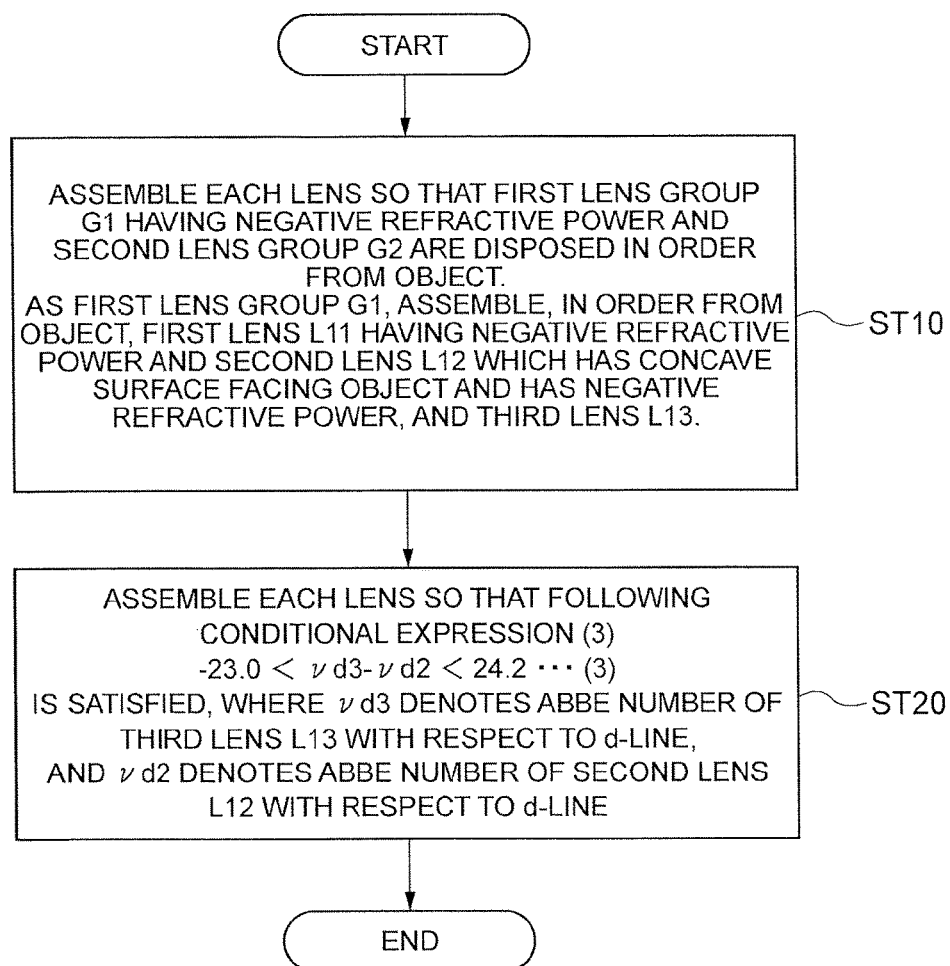 START
ASSEMBLE EACH LENS SO THAT FIRST LENS GROUP
G1 HAVING NEGATIVE REFRACTIVE POWER AND
SECOND LENS GROUP G2 ARE DISPOSED IN ORDER
FROM OBJECT.
AS FIRST LENS GROUP G1, ASSEMBLE, IN ORDER FROM
OBJECT, FIRST LENS L11 HAVING NEGATIVE REFRACTIVE
POWER AND SECOND LENS L12 WHICH HAS CONCAVE
SURFACE FACING OBJECT AND HAS NEGATIVE
REFRACTIVE POWER, AND THIRD LENS L13.
ST10
ASSEMBLE EACH LENS SO THAT FOLLOWING
CONDITIONAL EXPRESSION (3)
-23.0 < ν d3- ν d2 < 24.2 ··· (3)
IS SATISFIED, WHERE ν d3 DENOTES ABBE NUMBER OF
THIRD LENS L13 WITH RESPECT TO d-LINE,
AND ν d2 DENOTES ABBE NUMBER OF SECOND LENS
L12 WITH RESPECT TO d-LINE
ST20
END